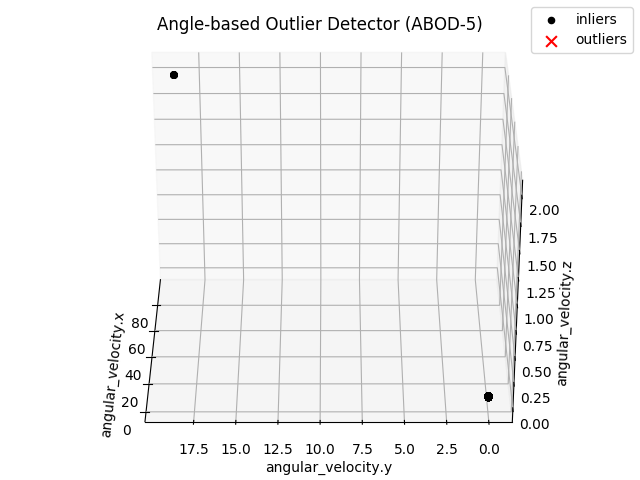 Angle-based Outlier Detector (ABOD-5)
inliers
outliers
2.00
1.75
1.50
1.25
1.00
0.75
0.50
0.25
0.00
angular_velocity.z
80
60
40
20
0
angular_velocity.x
17.5 15.0 12.5 10.0 7.5 5.0 2.5 0.0
angular_velocity.y